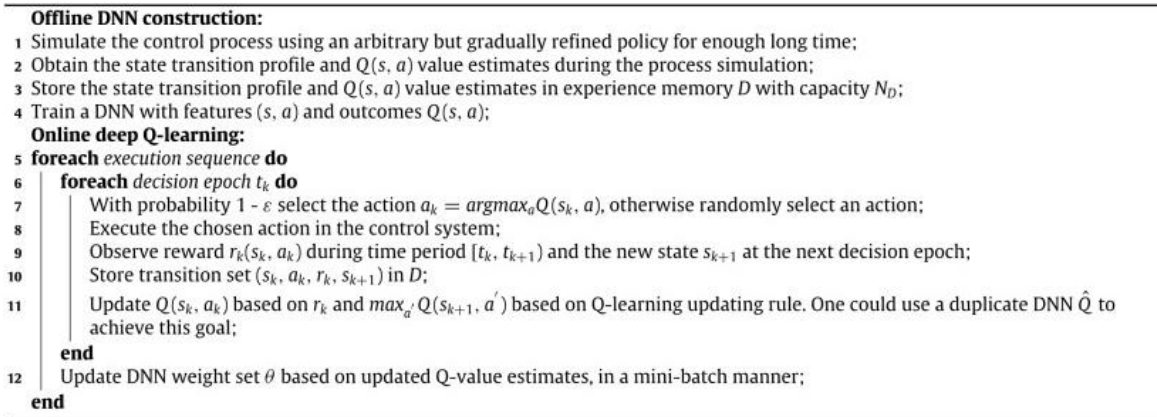 Offline DNN construction:
1 Simulate the control process using an arbitrary but gradually refined policy for enough long time;
2 Obtain the state transition profile and Q(s, a) value estimates during the process simulation;
3 Store the state transition profile and Q(s, a) value estimates in experience memory D with capacity N_D;
4 Train a DNN with features (s, a) and outcomes Q(s, a);
Online deep Q-learning:
5 foreach execution sequence do
6 foreach decision epoch t_k do
7 With probability 1 - ε select the action a_k = argmax_a Q(s_k, a), otherwise randomly select an action;
8 Execute the chosen action in the control system;
9 Observe reward r_k(s_k, a_k) during time period [t_k, t_{k+1}) and the new state s_{k+1} at the next decision epoch;
10 Store transition set (s_k, a_k, r_k, s_{k+1}) in D;
11 Update Q(s_k, a_k) based on r_k and max_{a'} Q(s_{k+1}, a') based on Q-learning updating rule. One could use a duplicate DNN Q̂ to
achieve this goal;
end
12 Update DNN weight set θ based on updated Q-value estimates, in a mini-batch manner;
end